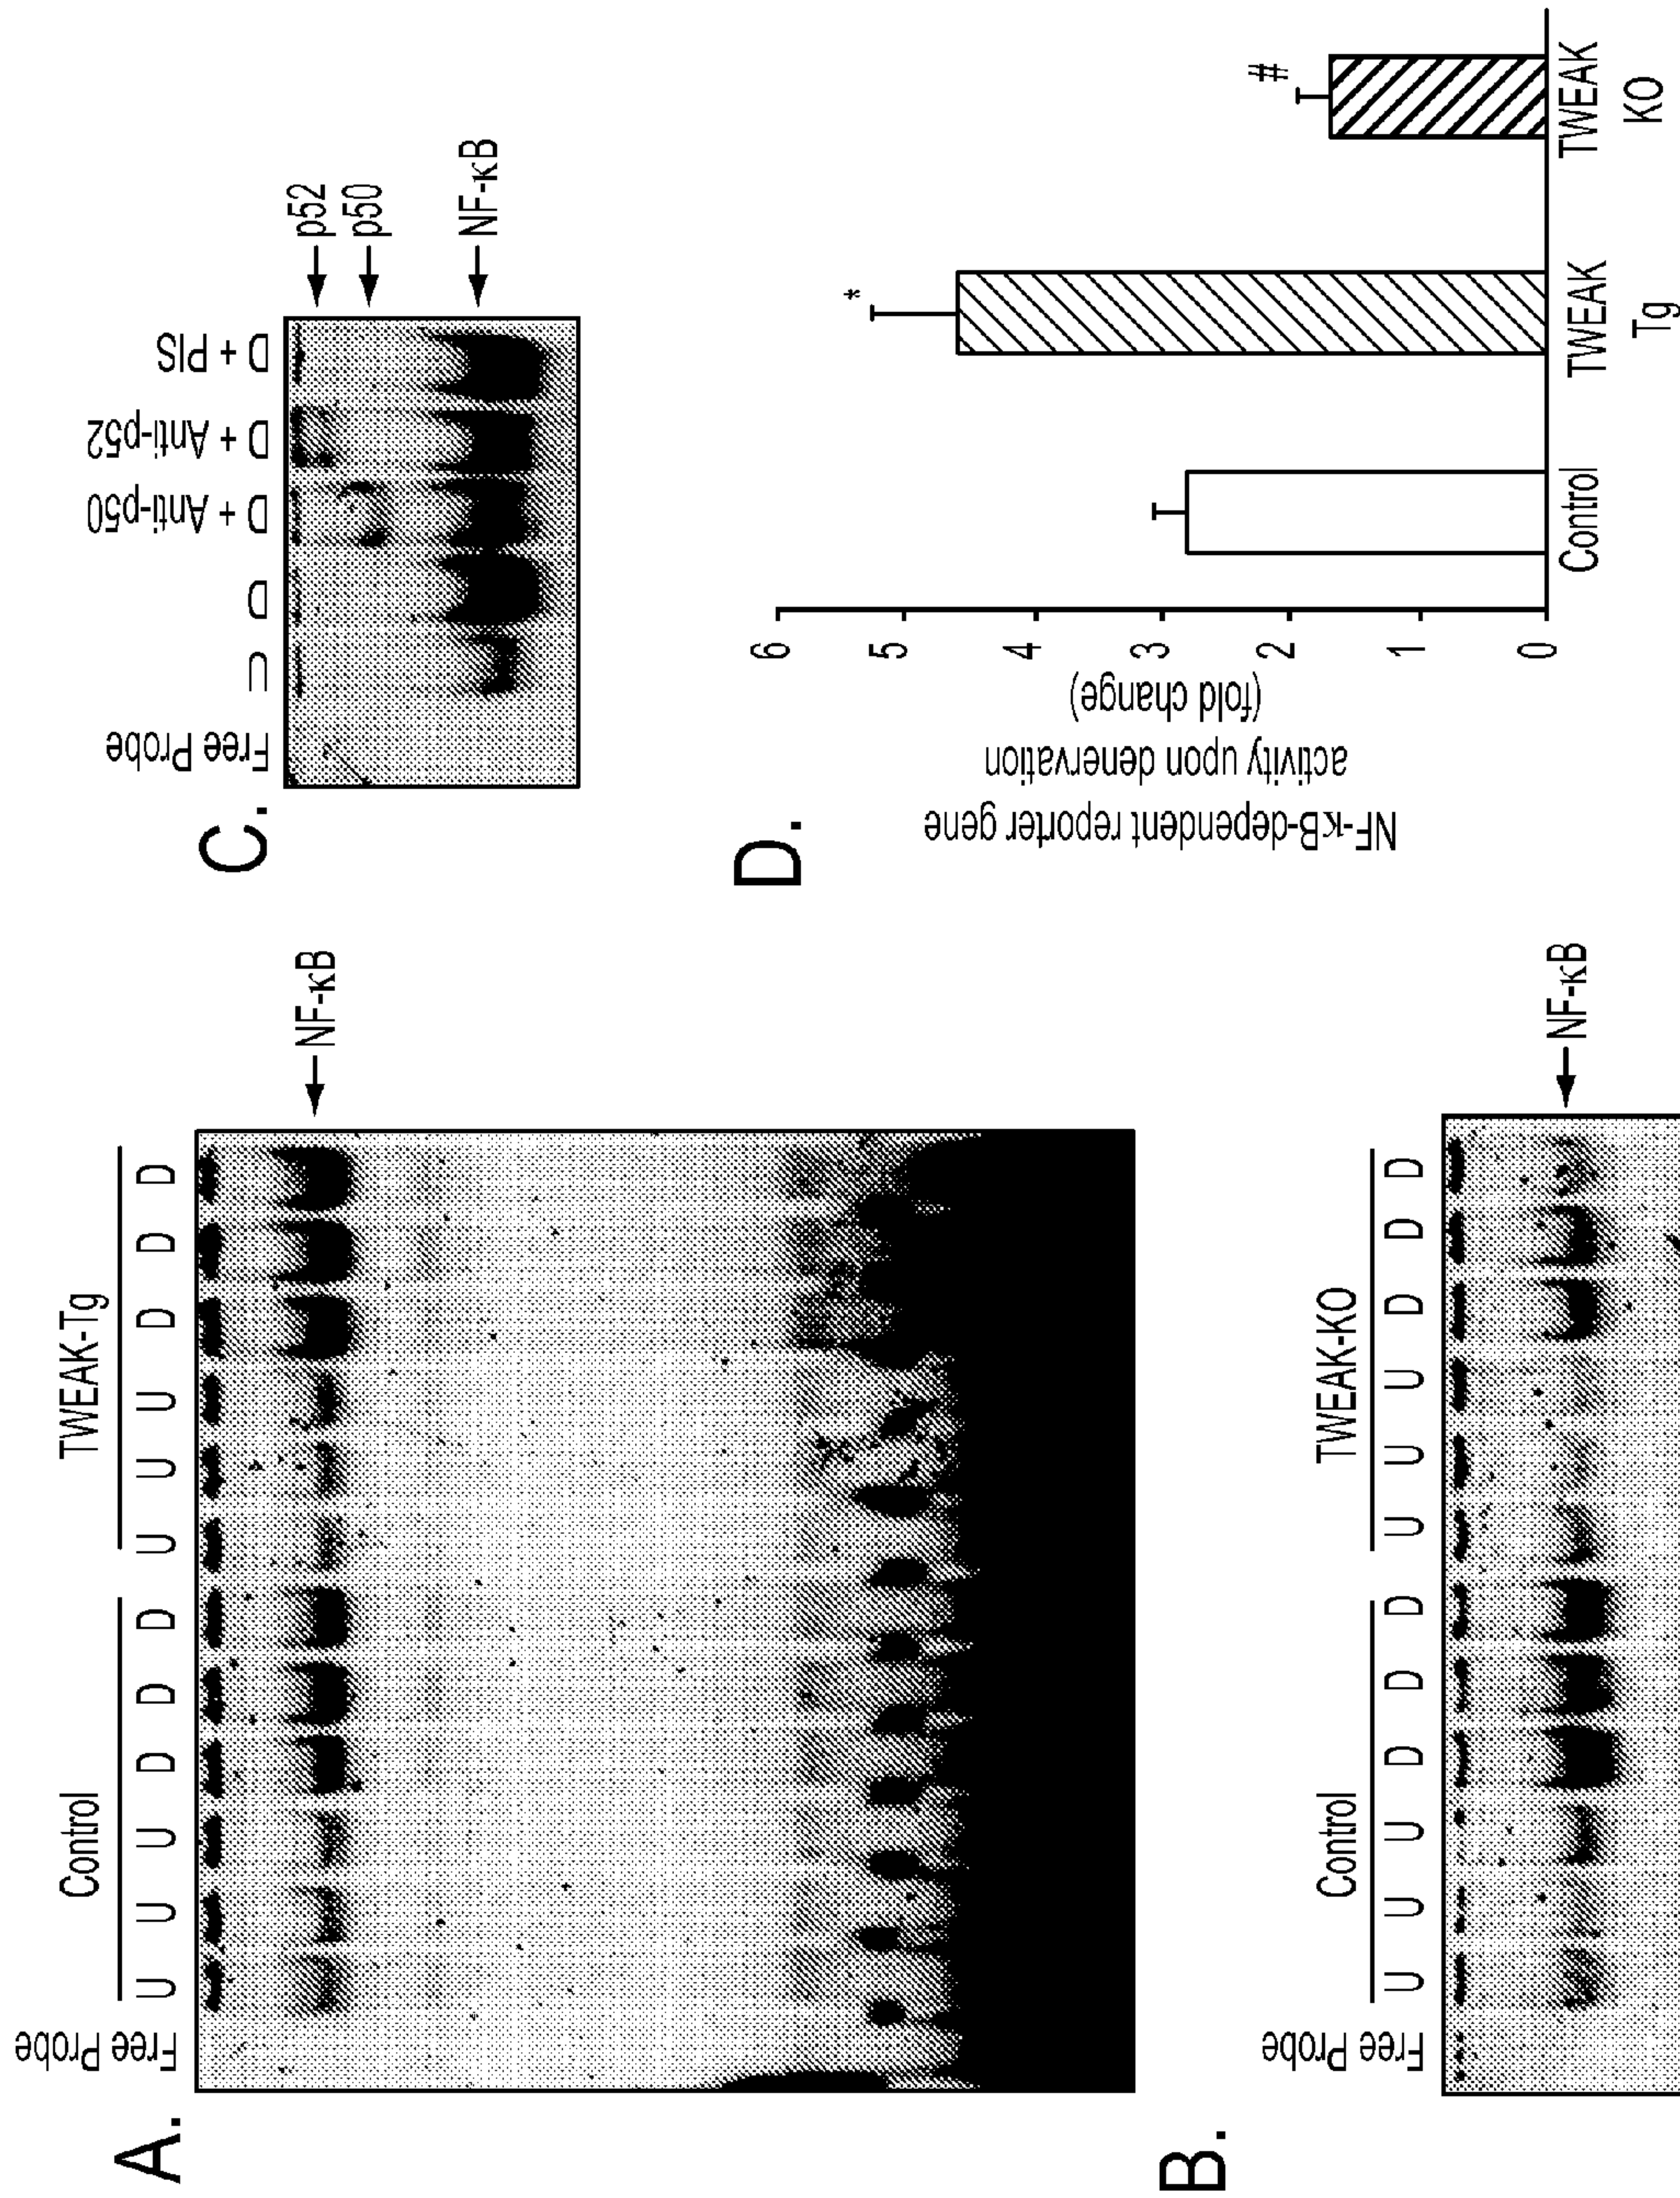 A.
Free Probe
Control
TWEAK-Tg
U U U D D D U U U D D D
NF-κB
B.
Free Probe
Control
TWEAK-KO
U U U D D D U U U D D D
NF-κB
C.
Free Probe
U
D
D + Anti-p50
D + Anti-p52
D + PIS
p52
p50
NF-κB
D.
NF-κB-dependent reporter gene
activity upon denervation
(fold change)
6
5
4
3
2
1
0
*
#
Control
TWEAK
Tg
TWEAK
KO